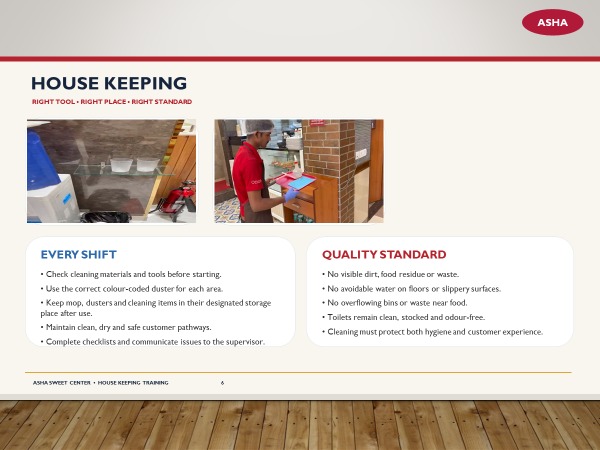 ASHA
HOUSE KEEPING
RIGHT TOOL • RIGHT PLACE • RIGHT STANDARD
EVERY SHIFT
• Check cleaning materials and tools before starting.
• Use the correct colour-coded duster for each area.
• Keep mop, dusters and cleaning items in their designated storage
place after use.
• Maintain clean, dry and safe customer pathways.
• Complete checklists and communicate issues to the supervisor.
QUALITY STANDARD
• No visible dirt, food residue or waste.
• No avoidable water on floors or slippery surfaces.
• No overflowing bins or waste near food.
• Toilets remain clean, stocked and odour-free.
• Cleaning must protect both hygiene and customer experience.
ASHA SWEET CENTER • HOUSE KEEPING TRAINING
6